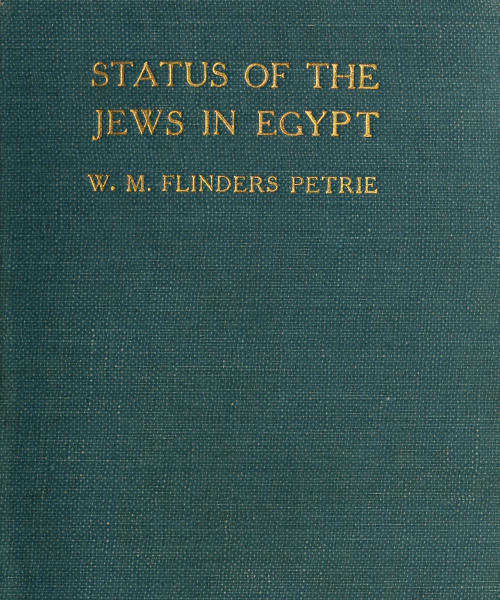 STATUS OF THE
JEWS IN EGYPT
W. M. FLINDERS PETRIE